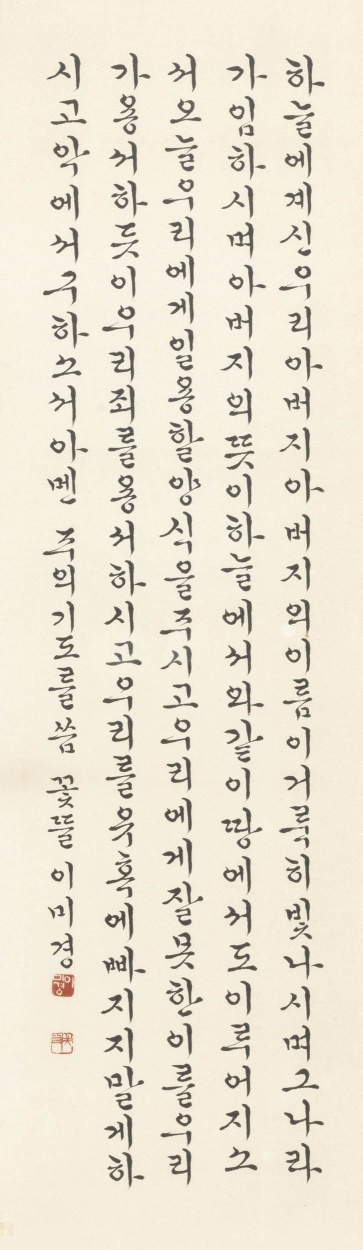 하늘에계신우리아버지아버지의이름이거룩히빛나시며그나라
가임하시며아버지의뜻이하늘에서와같이땅에서도이루어지소
서오늘우리에게일용할양식을주시고우리에게잘못한이를우리
가용서하듯이우리죄를용서하시고우리를유혹에빠지지말게하
시고악에서구하소서아멘 주의기도를씀 꽃뜰 이미경